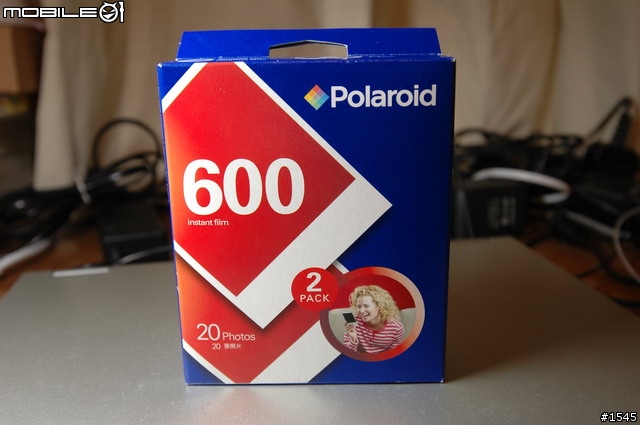 MOBILE01
Polaroid
600
instant film
2
PACK
20 Photos
20 張照片
#1545